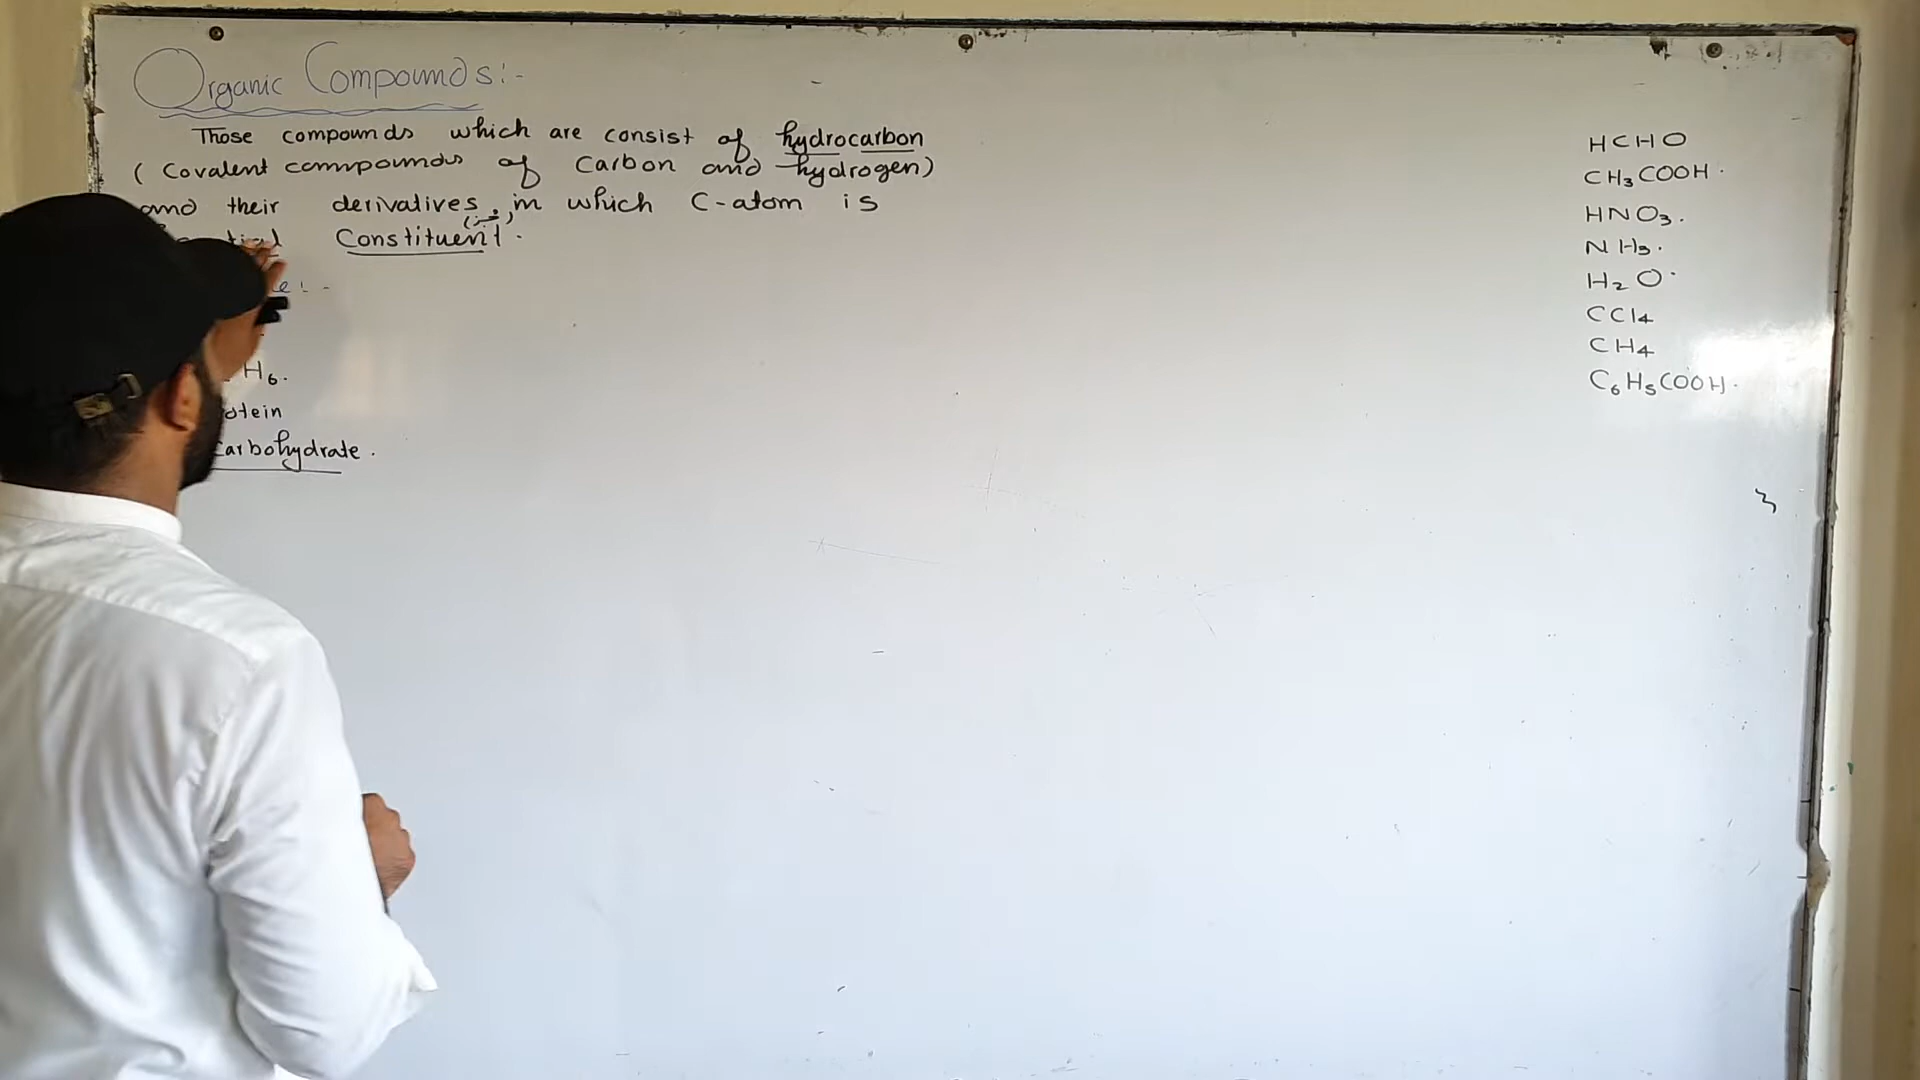 Organic Compounds:-
Those compounds which are consist of hydrocarbon
( Covalent compounds of Carbon and hydrogen)
and their derivatives, in which C-atom is
(جز)
Constituent.
H6.
otein
Carbohydrate.
HCHO
CH3COOH.
HNO3.
NH3.
H2O.
CCl4
CH4
C6H5COOH.